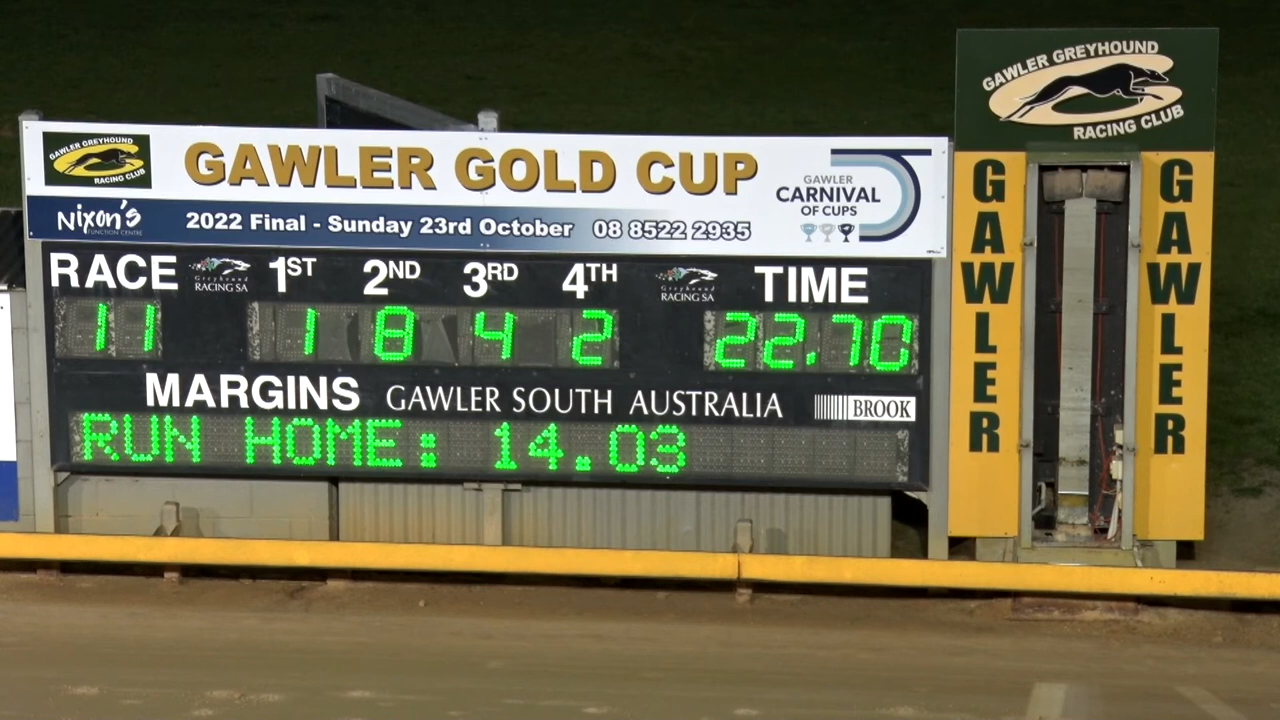 GAWLER GREYHOUND
RACING CLUB
GAWLER GREYHOUND
RACING CLUB
GAWLER GOLD CUP
GAWLER
CARNIVAL
OF CUPS
Nixon's
FUNCTION CENTRE
2022 Final - Sunday 23rd October 08 8522 2935
RACE
Greyhound
RACING SA
1ST 2ND 3RD 4TH
Greyhound
RACING SA
TIME
11 1 8 4 2 22.70
MARGINS GAWLER SOUTH AUSTRALIA BROOK
RUN HOME: 14.03
GAWLER
GAWLER